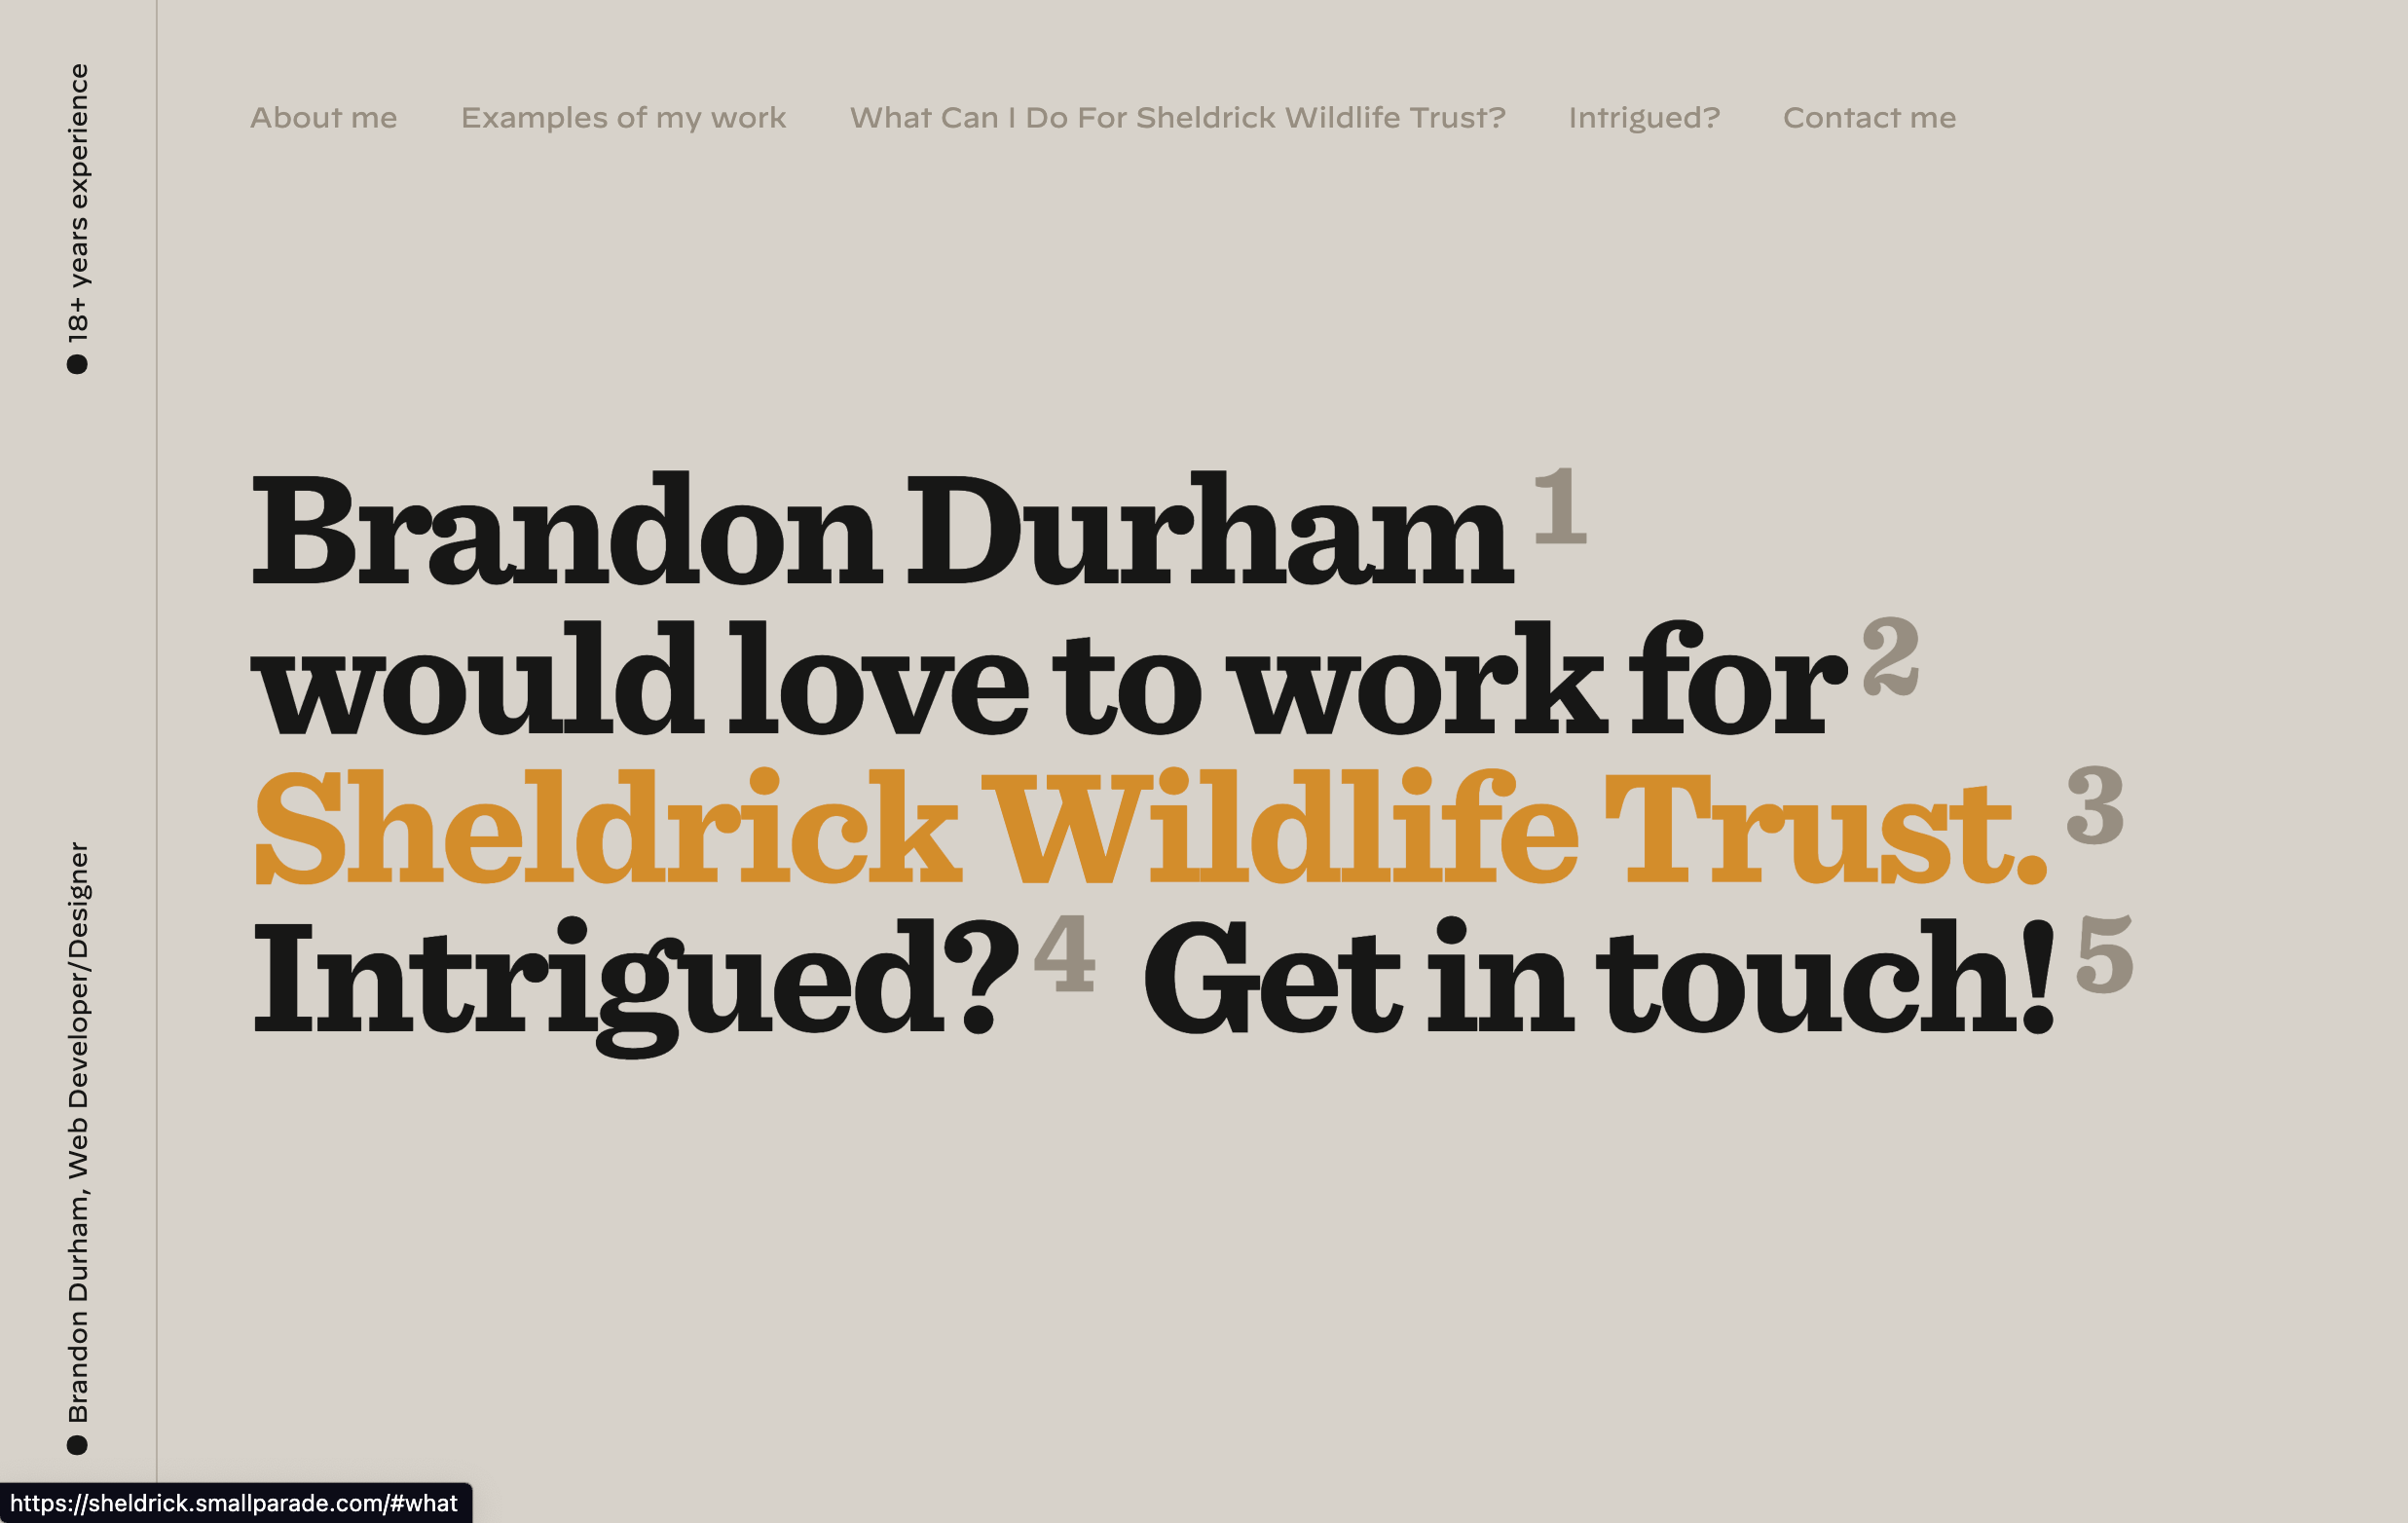 About me Examples of my work What Can I Do For Sheldrick Wildlife Trust? Intrigued? Contact me
18+ years experience
Brandon Durham, Web Developer/Designer
Brandon Durham 1
would love to work for 2
Sheldrick Wildlife Trust. 3
Intrigued? 4 Get in touch! 5
https://sheldrick.smallparade.com/#what